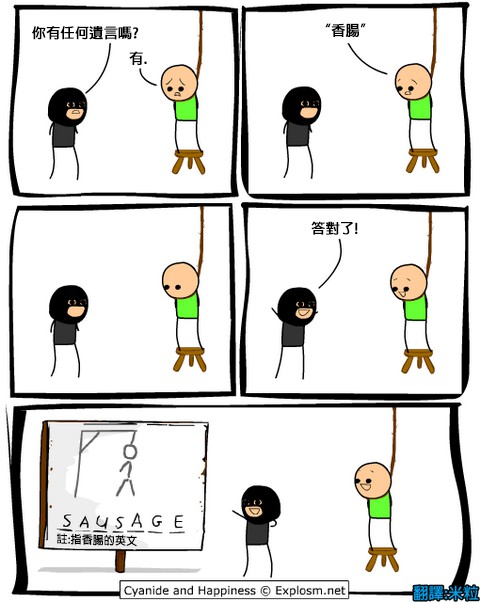 你有任何遺言嗎?
有.
“香腸”
答對了!
SAUSAGE
註:指香腸的英文
Cyanide and Happiness © Explosm.net
翻譯:米粒